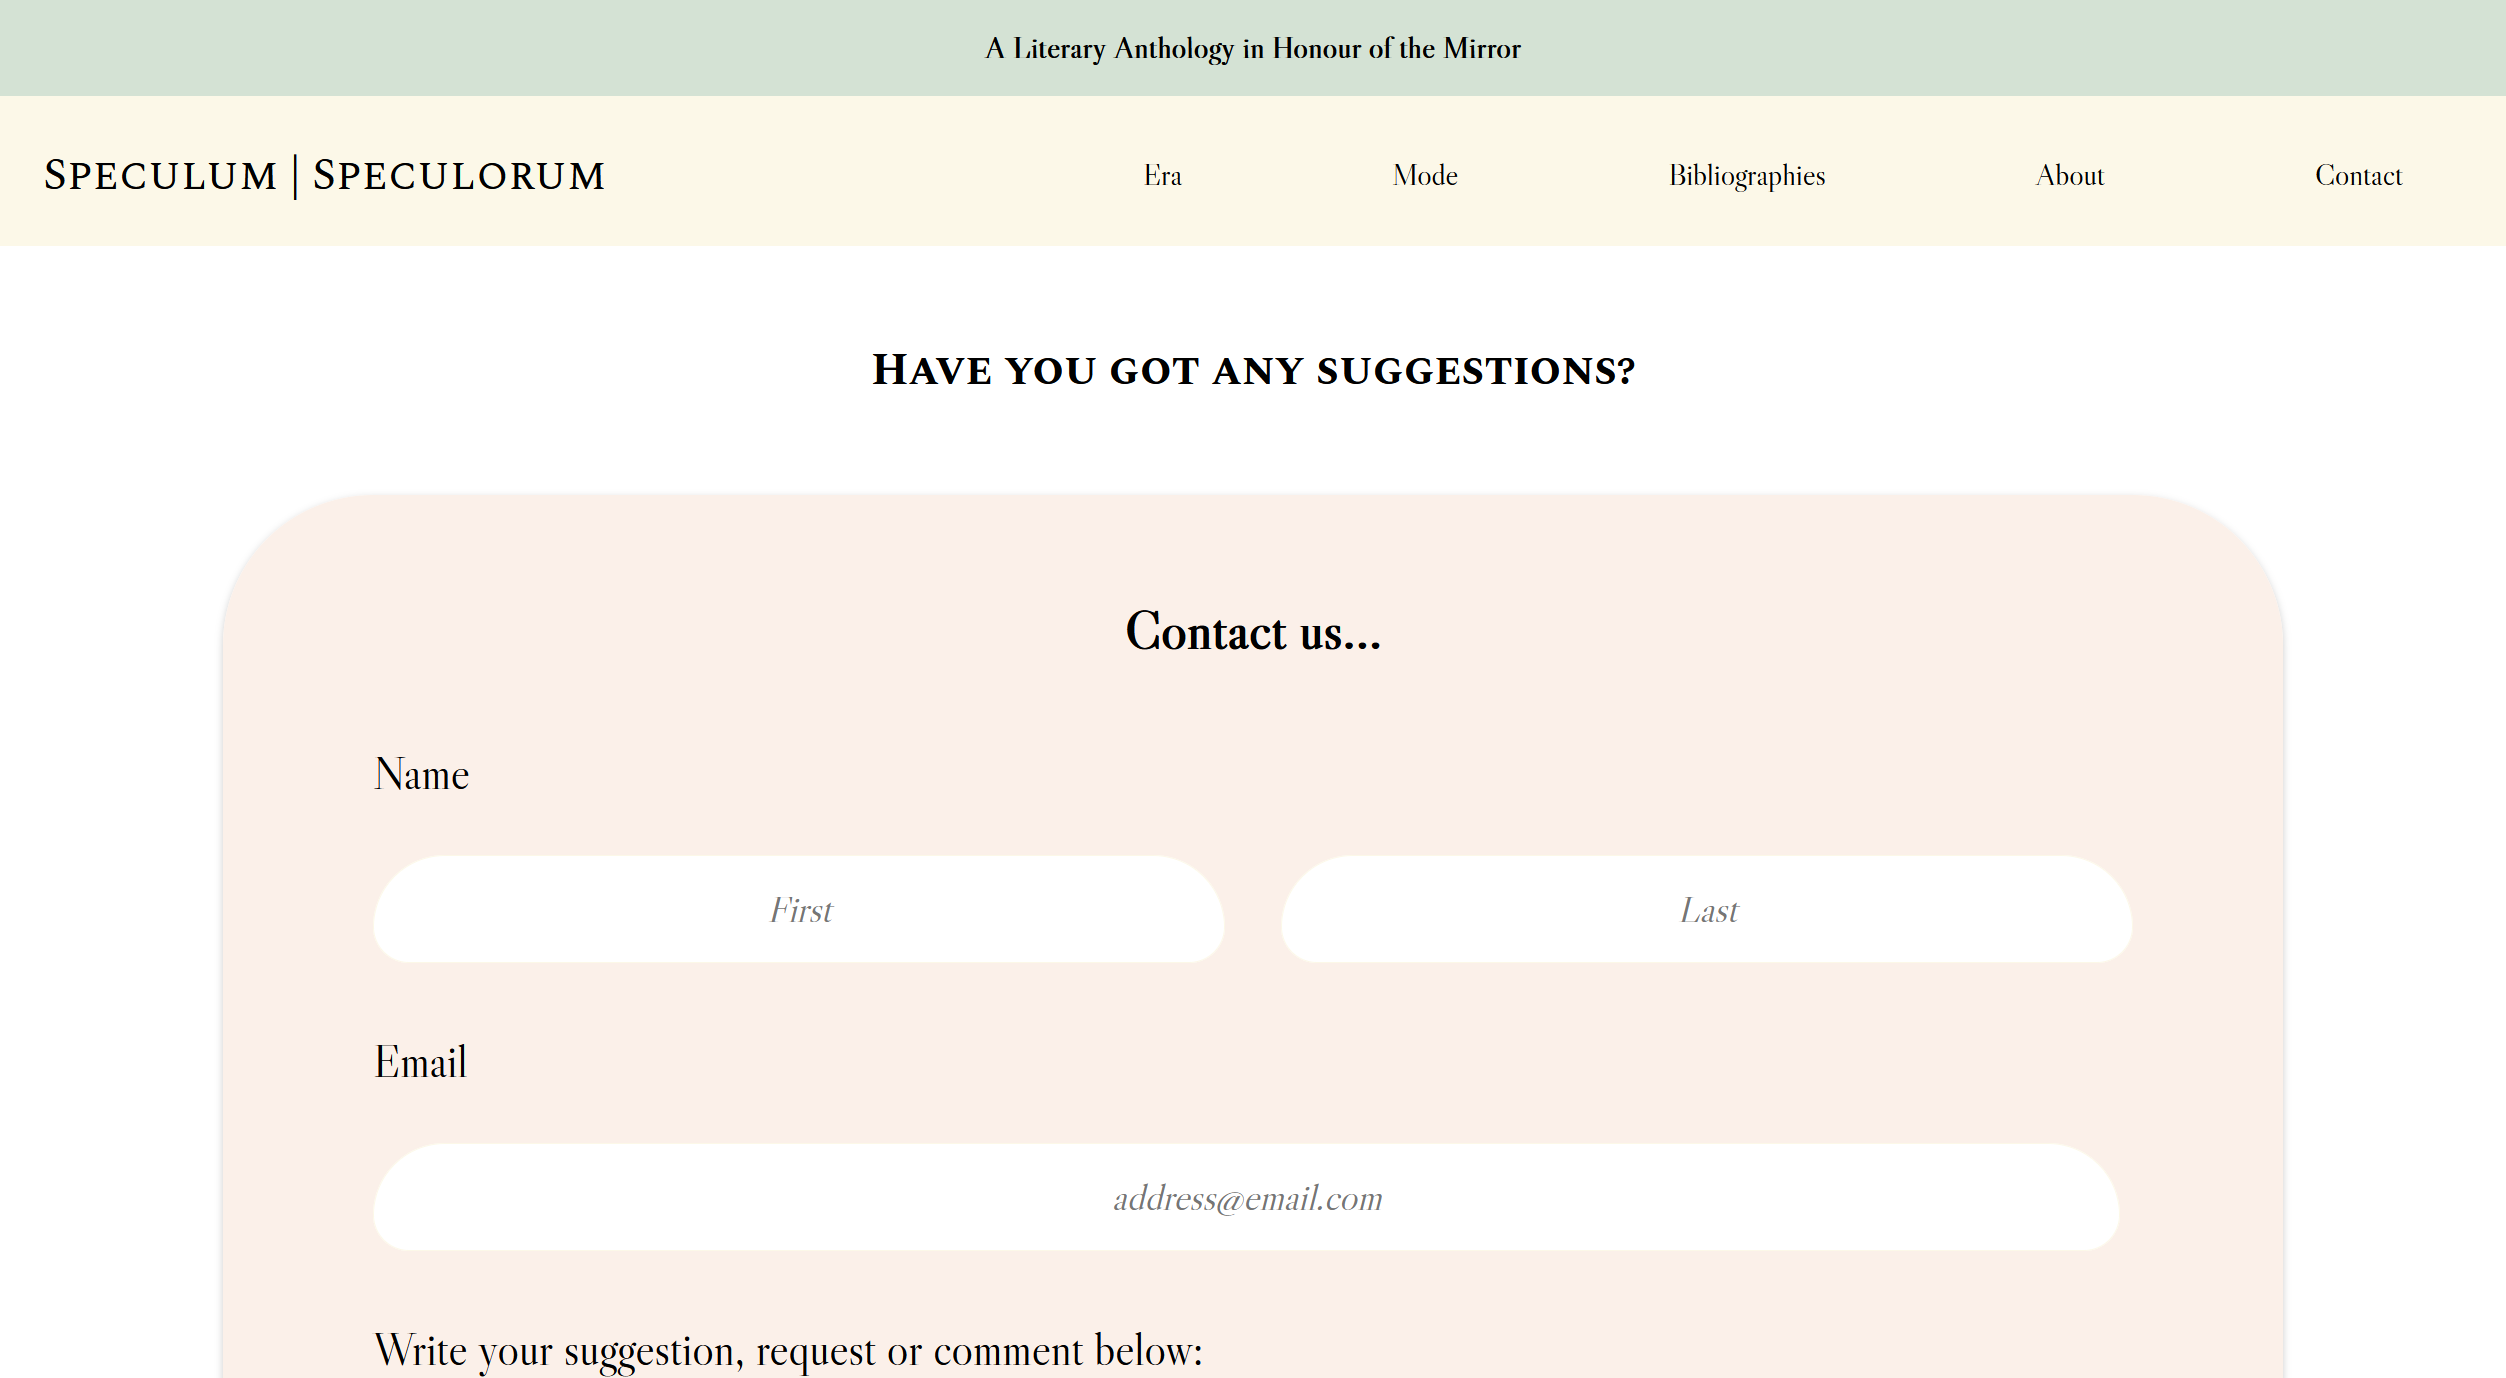 A Literary Anthology in Honour of the Mirror
Speculum | Speculorum
Era
Mode
Bibliographies
About
Contact
Have you got any suggestions?
Contact us...
Name
First
Last
Email
address@email.com
Write your suggestion, request or comment below: